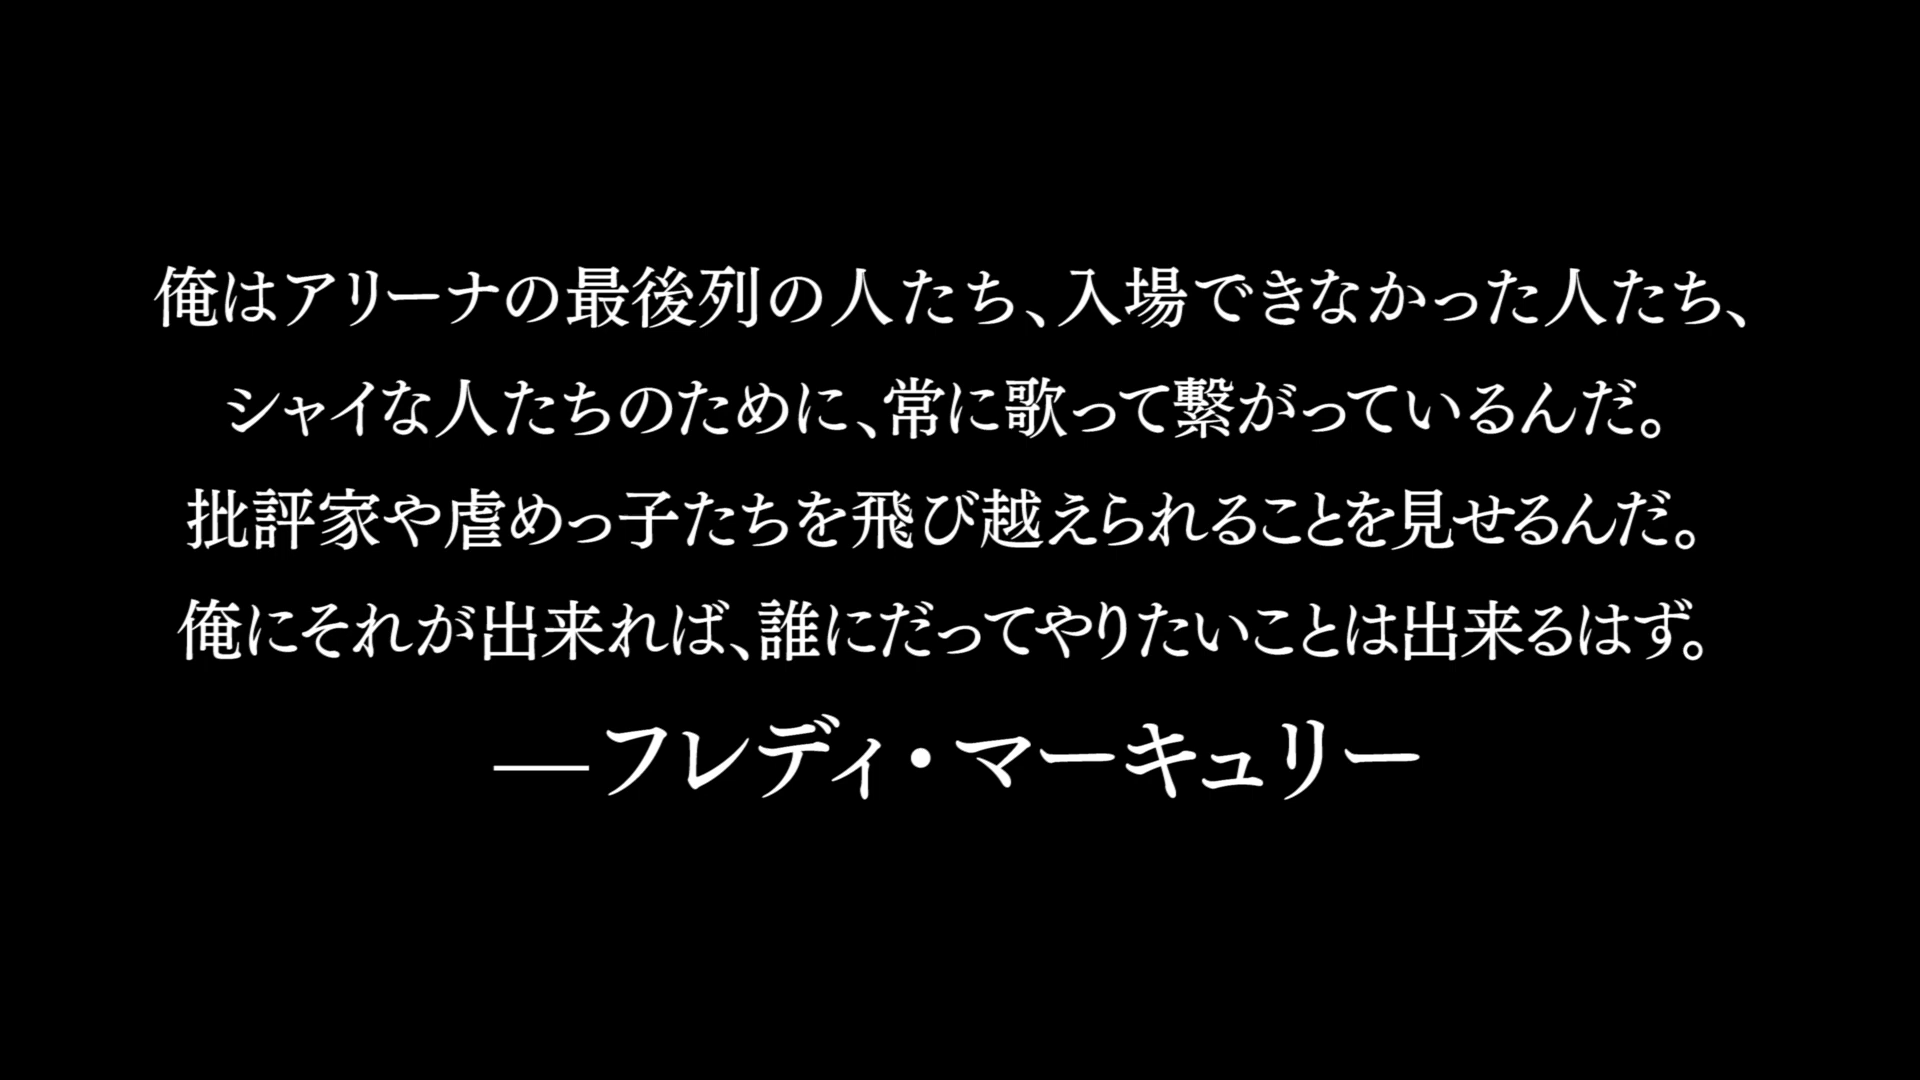 俺はアリーナの最後列の人たち、入場できなかった人たち、
シャイな人たちのために、常に歌って繋がっているんだ。
批評家や虐めっ子たちを飛び越えられることを見せるんだ。
俺にそれが出来れば、誰にだってやりたいことは出来るはず。
—フレディ・マーキュリー